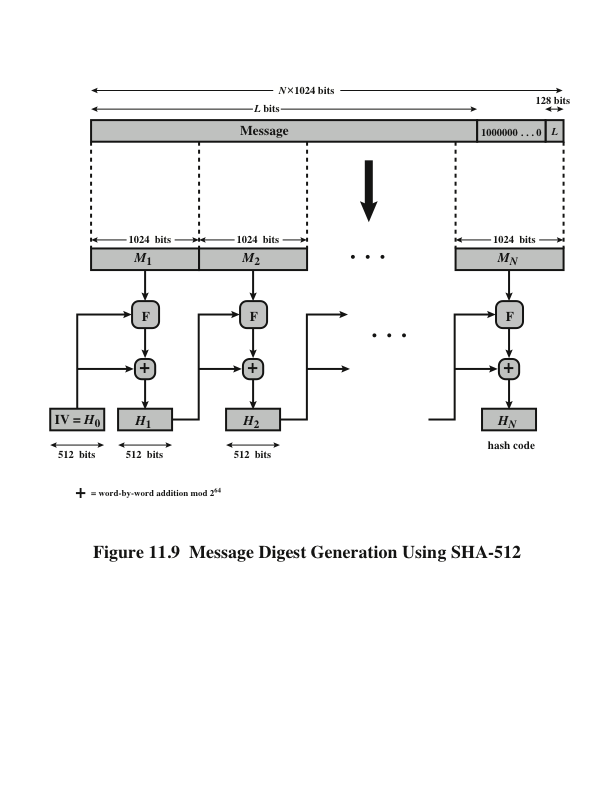 N×1024 bits
128 bits
L bits
Message 1000000 . . . 0 L
1024 bits 1024 bits 1024 bits
M1 M2 . . . MN
F F F
. . .
+ + +
IV = H0 H1 H2 HN
512 bits 512 bits 512 bits hash code
+ = word-by-word addition mod 2^64
Figure 11.9 Message Digest Generation Using SHA-512